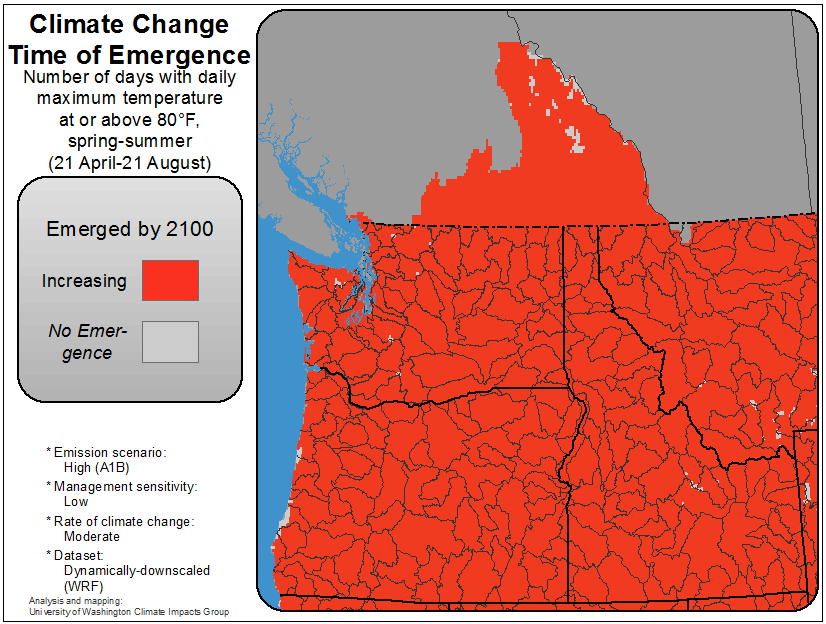 Climate Change
Time of Emergence
Number of days with daily
maximum temperature
at or above 80°F,
spring-summer
(21 April-21 August)
Emerged by 2100
Increasing
No Emer-
gence
* Emission scenario:
High (A1B)
* Management sensitivity:
Low
* Rate of climate change:
Moderate
* Dataset:
Dynamically-downscaled
(WRF)
Analysis and mapping:
University of Washington Climate Impacts Group